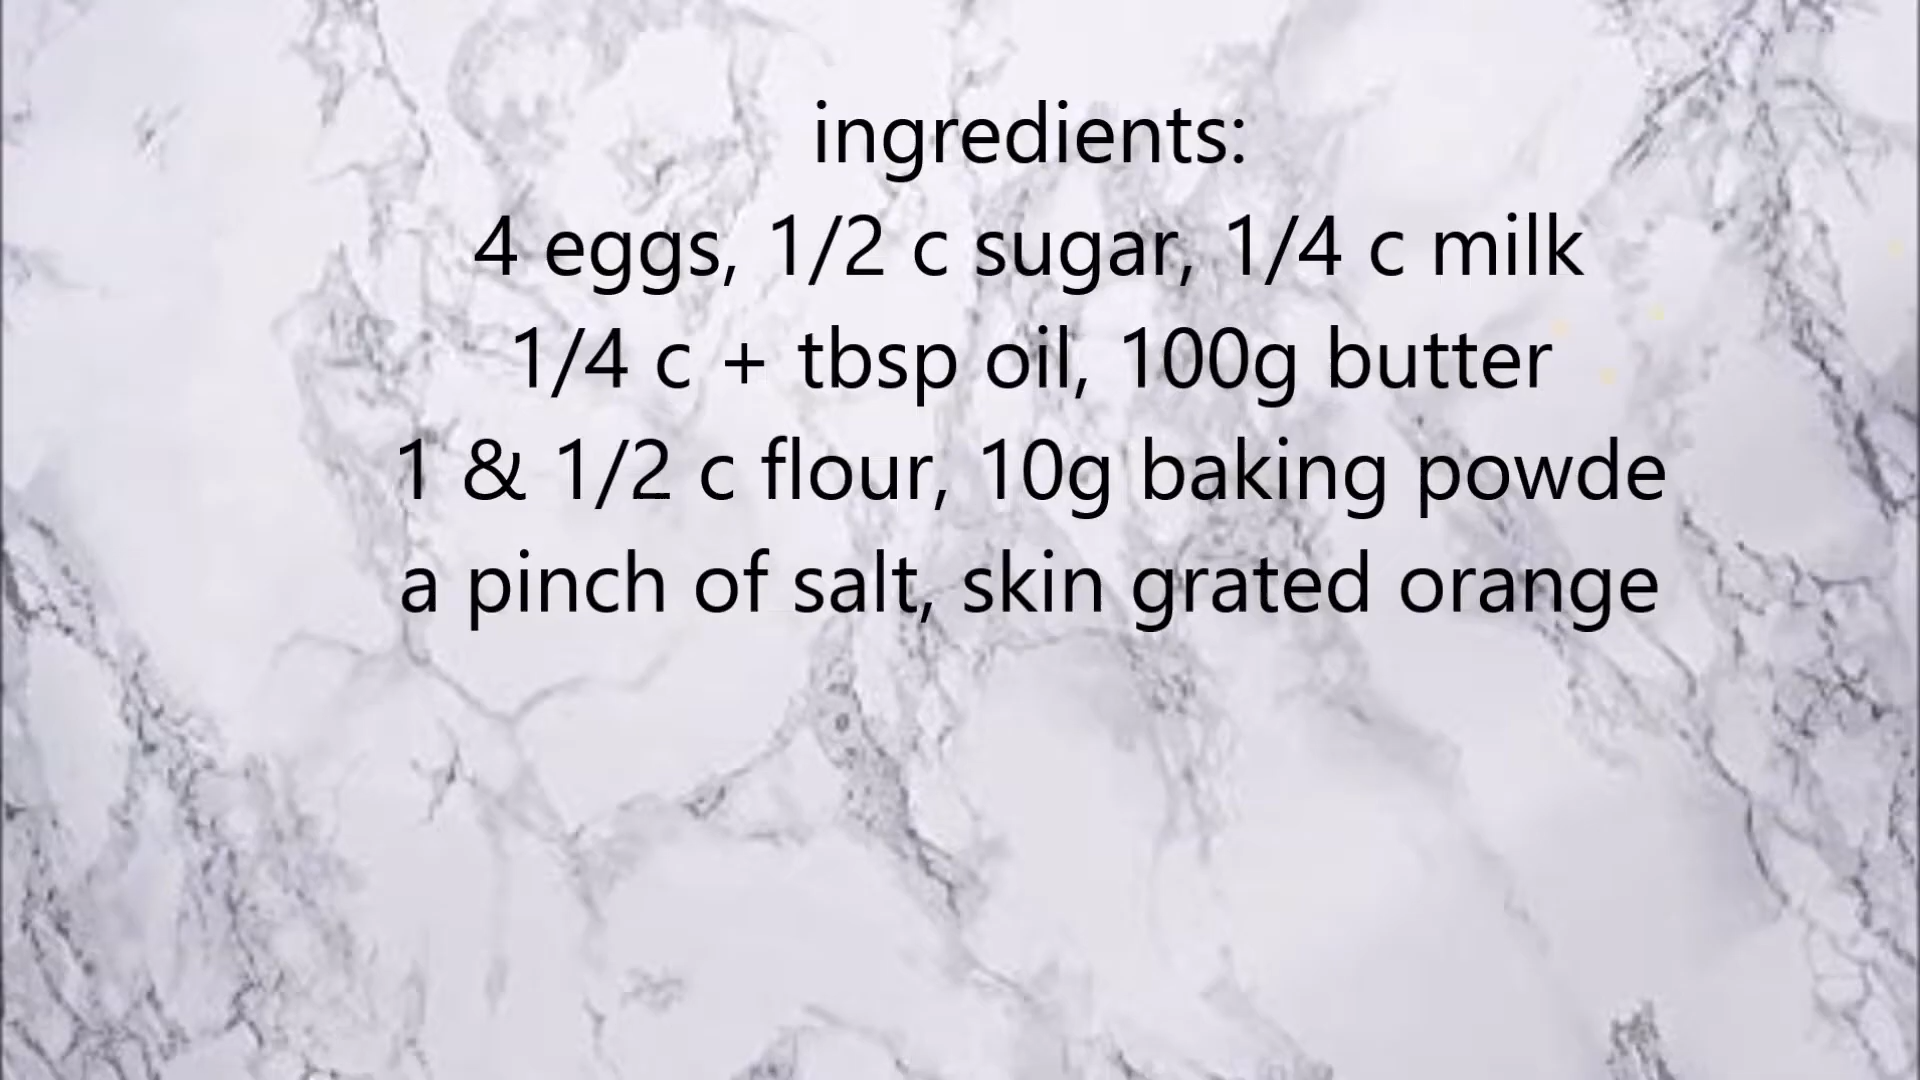 ingredients:
4 eggs, 1/2 c sugar, 1/4 c milk
1/4 c + tbsp oil, 100g butter
1 & 1/2 c flour, 10g baking powde
a pinch of salt, skin grated orange